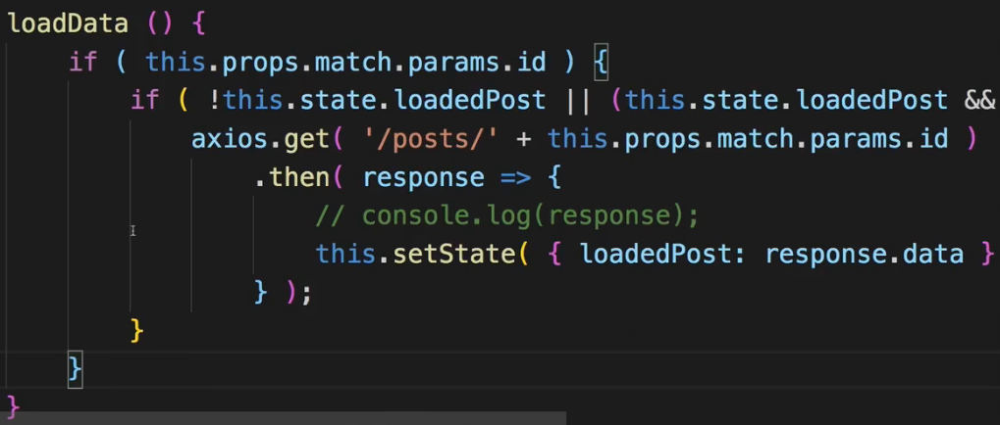 loadData () {
if ( this.props.match.params.id ) {
if ( !this.state.loadedPost || (this.state.loadedPost &&
axios.get( '/posts/' + this.props.match.params.id )
.then( response => {
// console.log(response);
this.setState( { loadedPost: response.data }
} );
}
}
}